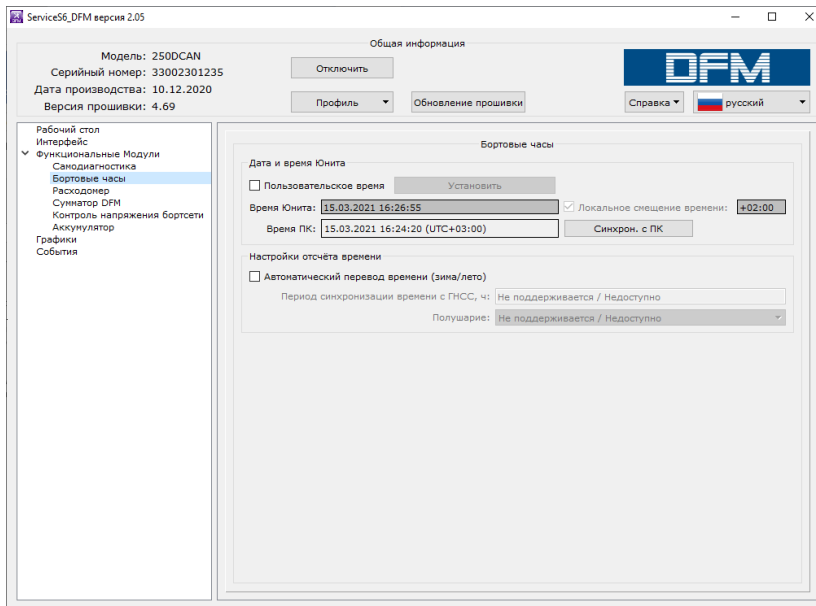 ServiceS6_DFM версия 2.05
Общая информация
Модель: 250DCAN
Серийный номер: 33002301235
Дата производства: 10.12.2020
Версия прошивки: 4.69
Отключить
Профиль
Обновление прошивки
DFM
Справка
русский
Рабочий стол
Интерфейс
Функциональные Модули
Самодиагностика
Бортовые часы
Расходомер
Сумматор DFM
Контроль напряжения бортсети
Аккумулятор
Графики
События
Бортовые часы
Дата и время Юнита
Пользовательское время
Установить
Время Юнита: 15.03.2021 16:26:55
Локальное смещение времени: +02:00
Время ПК: 15.03.2021 16:24:20 (UTC+03:00)
Синхрон. с ПК
Настройки отсчёта времени
Автоматический перевод времени (зима/лето)
Период синхронизации времени с ГНСС, ч: Не поддерживается / Недоступно
Полушарие: Не поддерживается / Недоступно